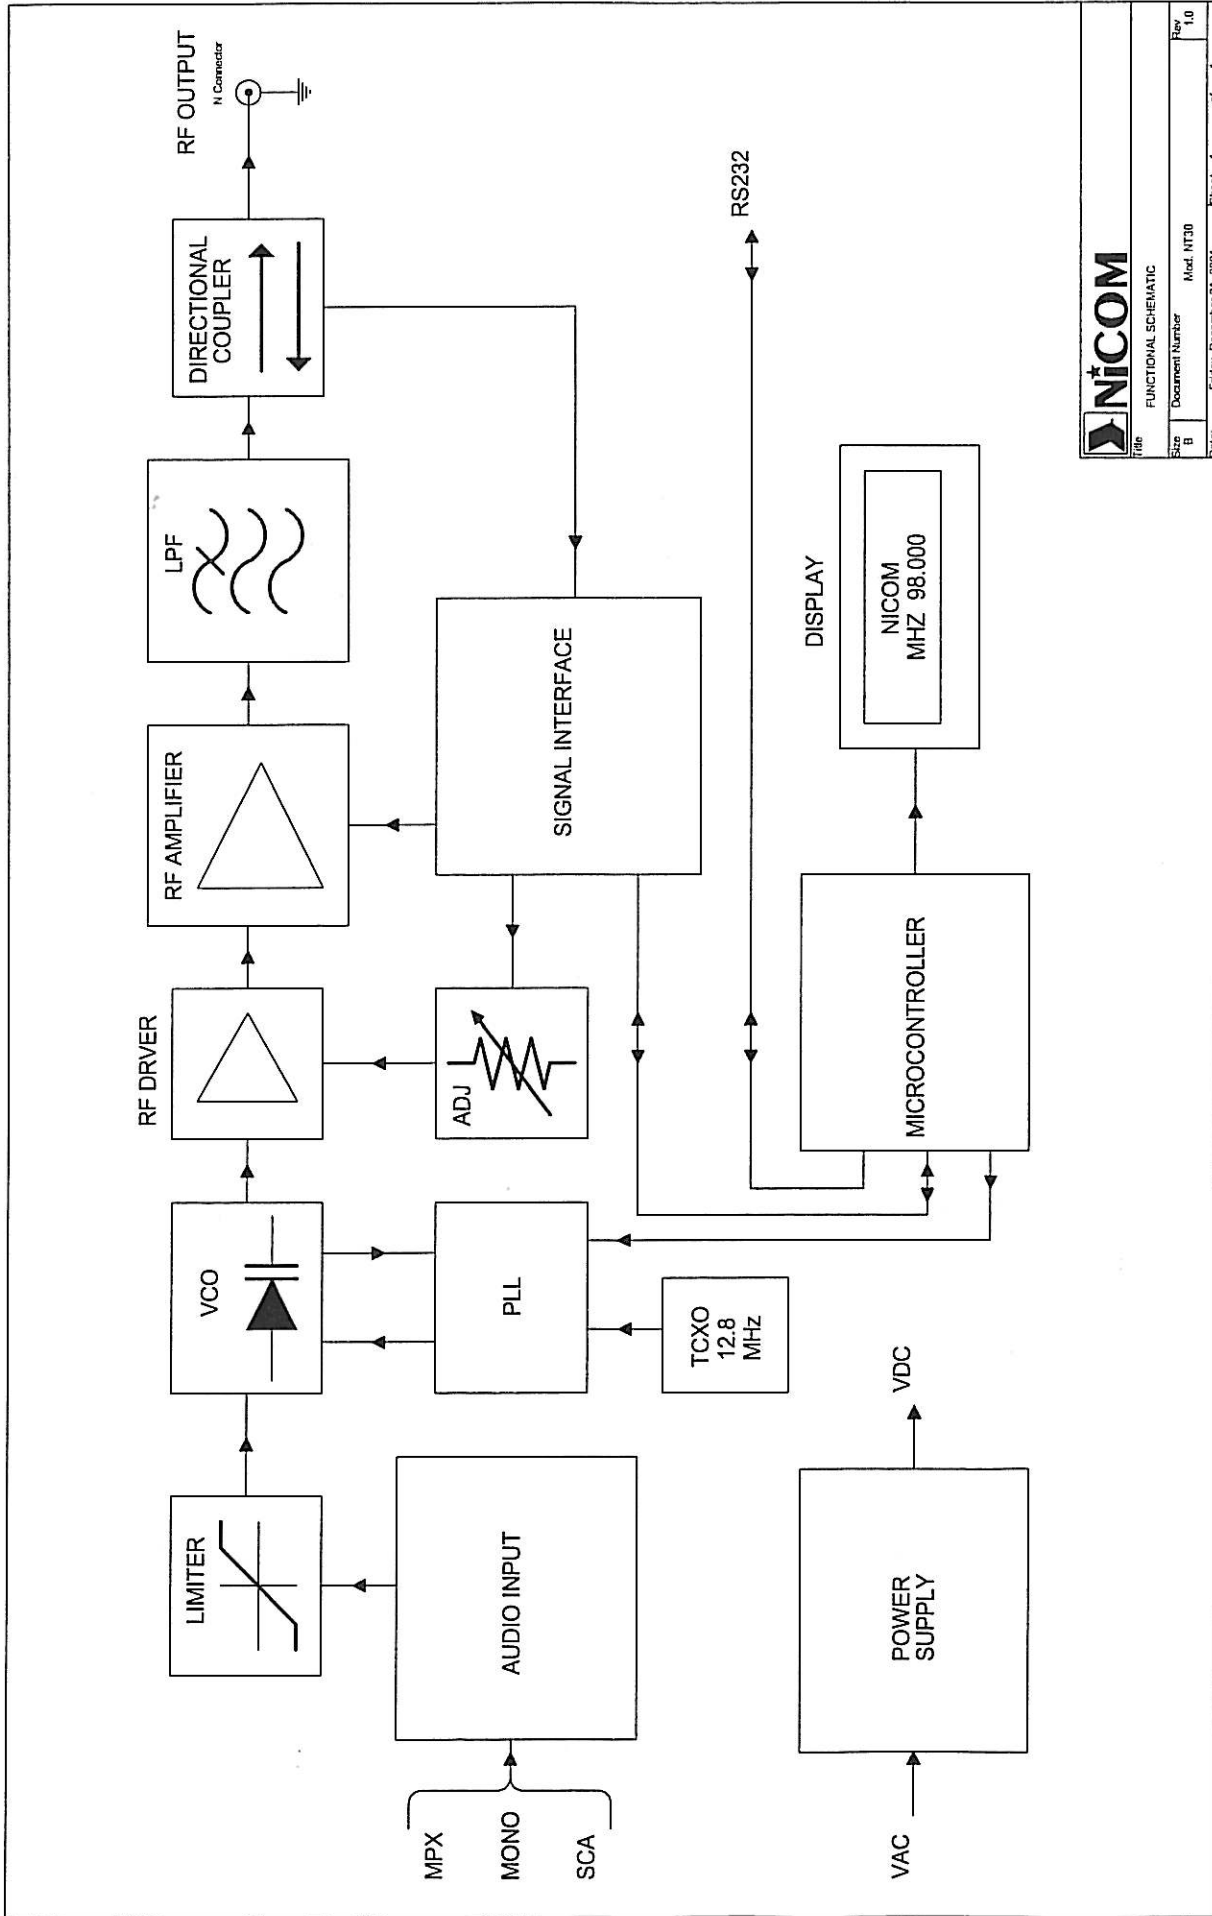 RF OUTPUT
N Connector
DIRECTIONAL
COUPLER
LPF
RF AMPLIFIER
RF DRVER
VCO
LIMITER
SIGNAL INTERFACE
ADJ
PLL
TCXO
12.8
MHz
AUDIO INPUT
MPX
MONO
SCA
RS232
DISPLAY
NICOM
MHZ 98.000
MICROCONTROLLER
VDC
POWER
SUPPLY
VAC
NiCOM
Title
FUNCTIONAL SCHEMATIC
Size
B
Document Number
Mod. NT30
Rev
1.0